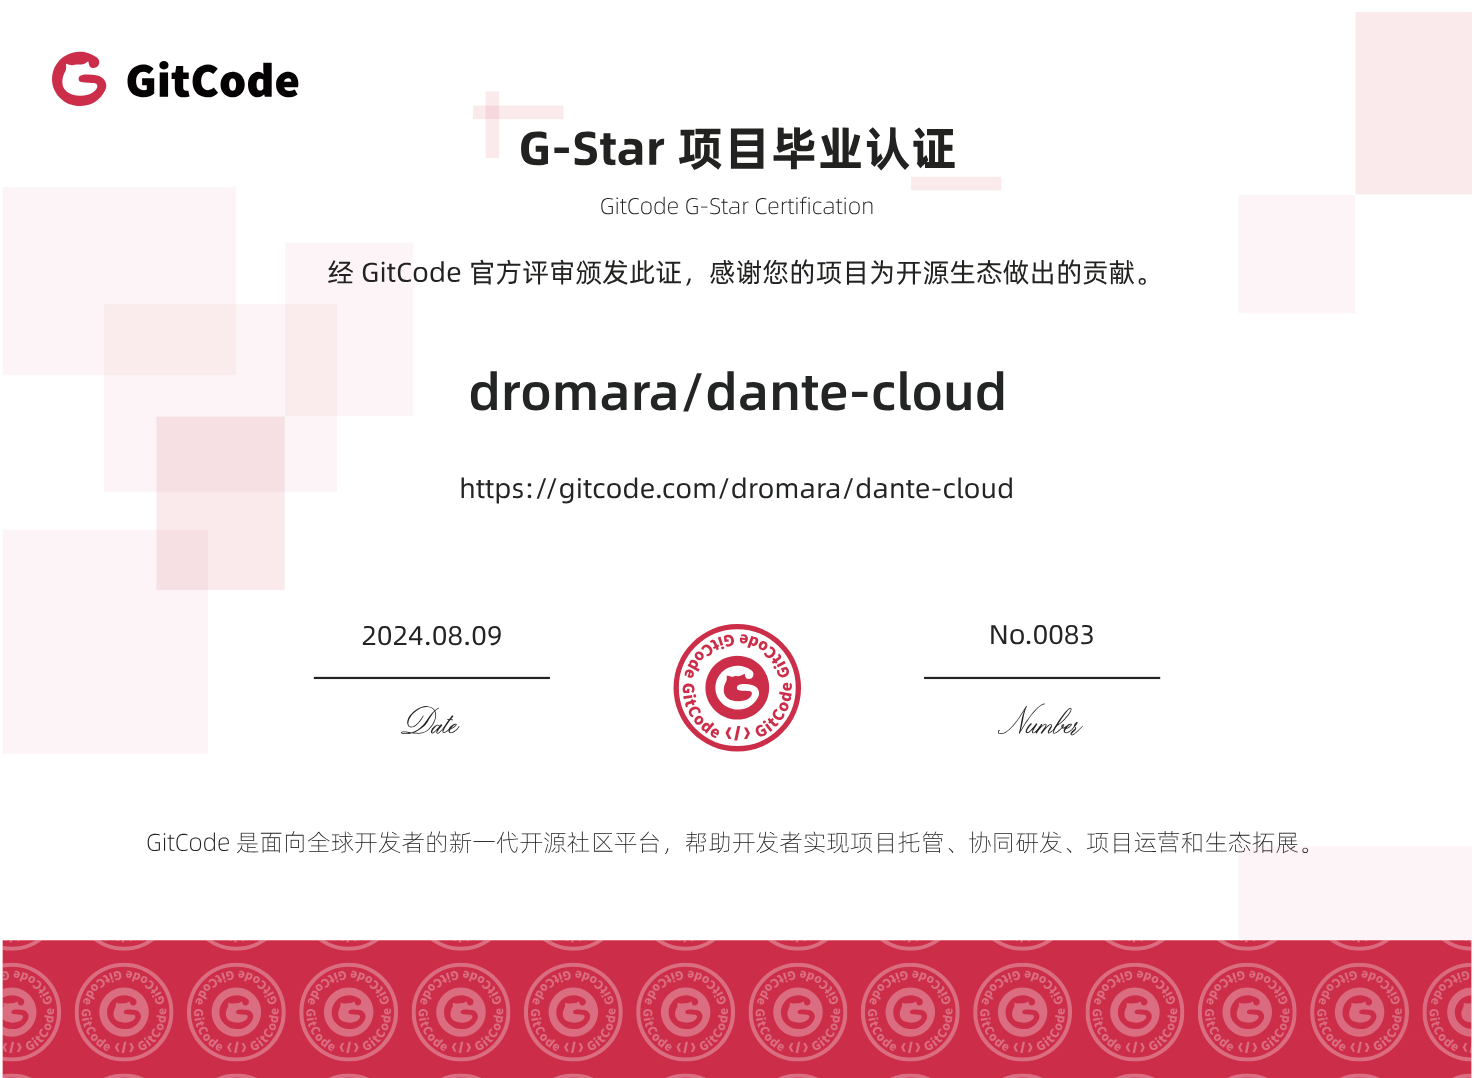 GitCode
G-Star 项目毕业认证
GitCode G-Star Certification
经 GitCode 官方评审颁发此证，感谢您的项目为开源生态做出的贡献。
dromara/dante-cloud
https://gitcode.com/dromara/dante-cloud
2024.08.09
No.0083
GitCode GitCode GitCode </> GitCode
Date
Number
GitCode 是面向全球开发者的新一代开源社区平台，帮助开发者实现项目托管、协同研发、项目运营和生态拓展。